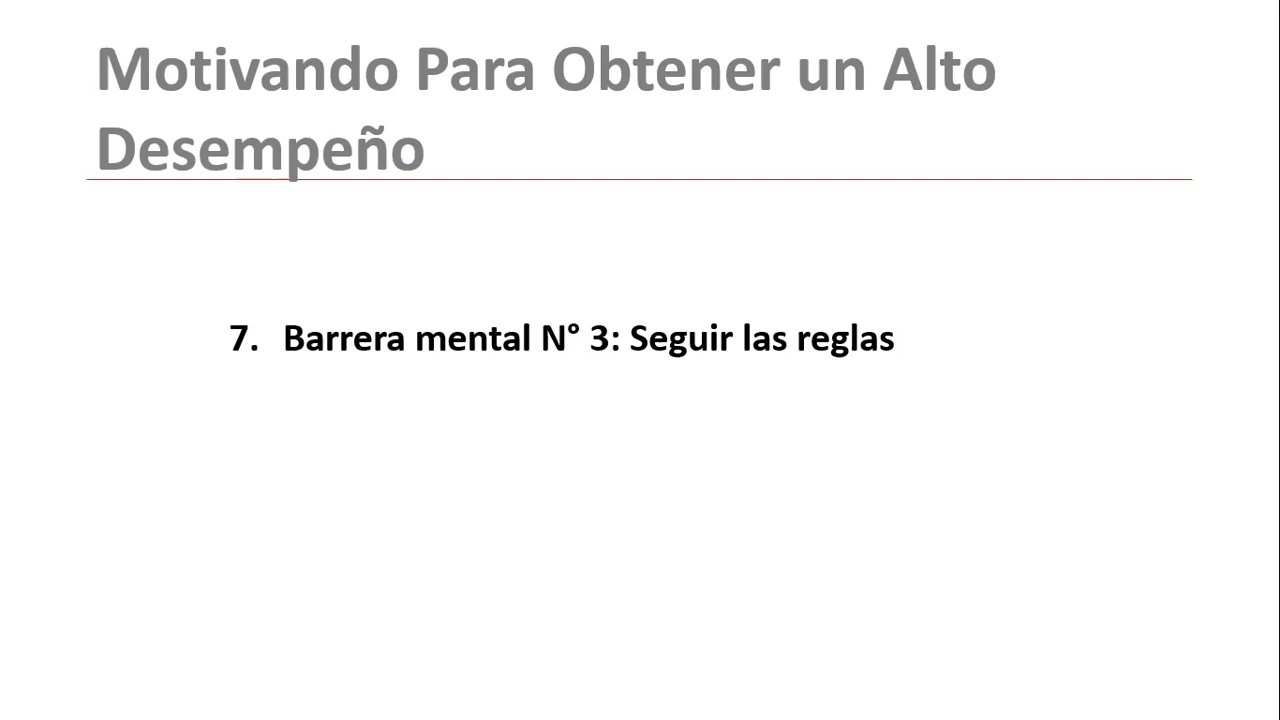 Motivando Para Obtener un Alto
Desempeño
7. Barrera mental N° 3: Seguir las reglas